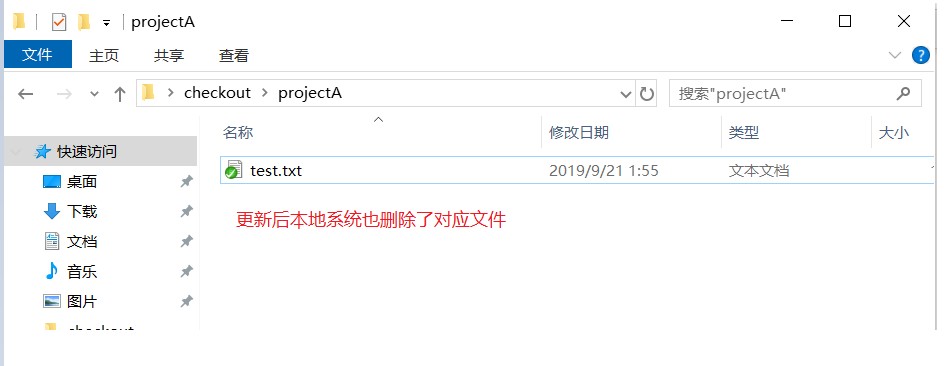 projectA
文件 主页 共享 查看
checkout projectA 搜索"projectA"
名称 修改日期 类型 大小
快速访问
test.txt 2019/9/21 1:55 文本文档
桌面
更新后本地系统也删除了对应文件
下载
文档
音乐
图片
checkout